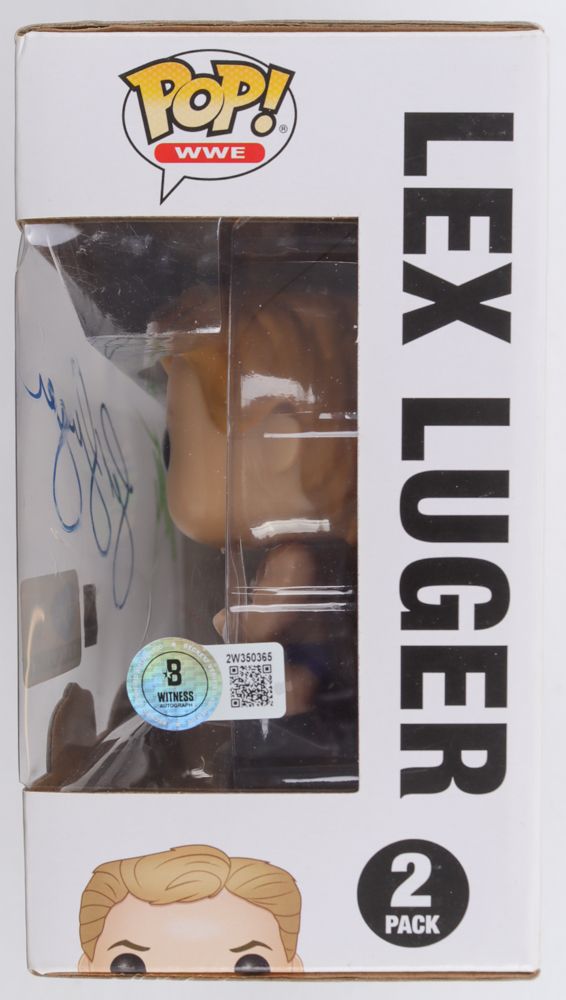 POP!®
WWE
LEX LUGER
2W350365
B
WITNESS
AUTOGRAPH
2
PACK